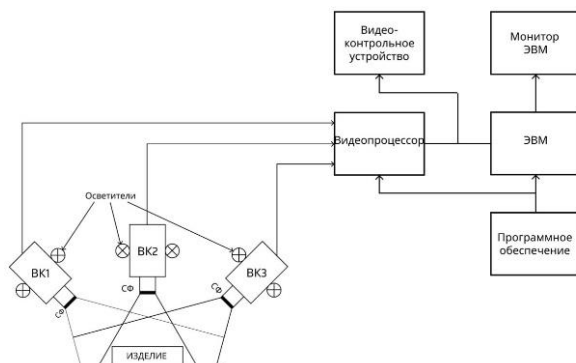 Видео-
контрольное
устройство
Монитор
ЭВМ
Видеопроцессор
ЭВМ
Программное
обеспечение
Осветители
ВК1
ВК2
ВК3
СФ
СФ
СФ
ИЗДЕЛИЕ